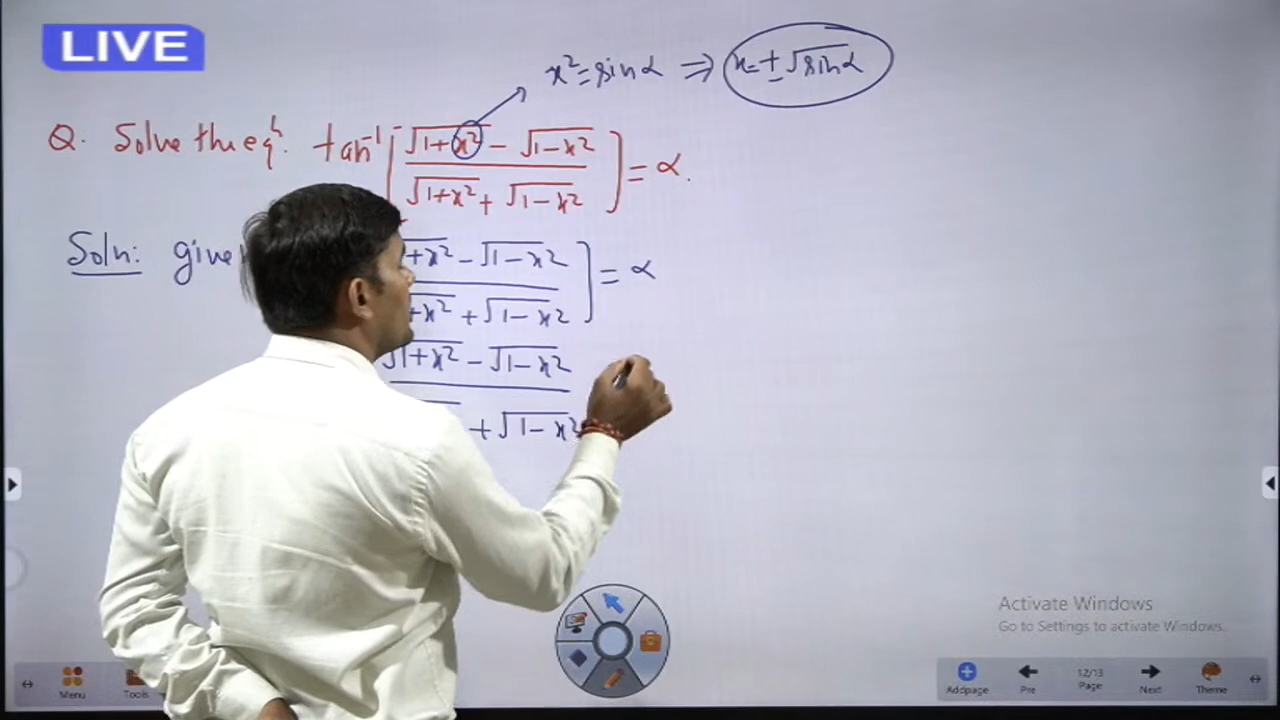 LIVE
x² = sinα ⇒ x = ± √sinα
Q. Solve the eqⁿ. tan⁻¹ [ √1+x² − √1−x²
√1+x² + √1−x² ] = α.
Soln: give
+x² − √1−x² ] = α
+x² + √1−x²
√1+x² − √1−x²
+ √1−x²
Activate Windows
Go to Settings to activate Windows.
Menu
Tools
Addpage
Pre
12/13
Page
Next
Theme